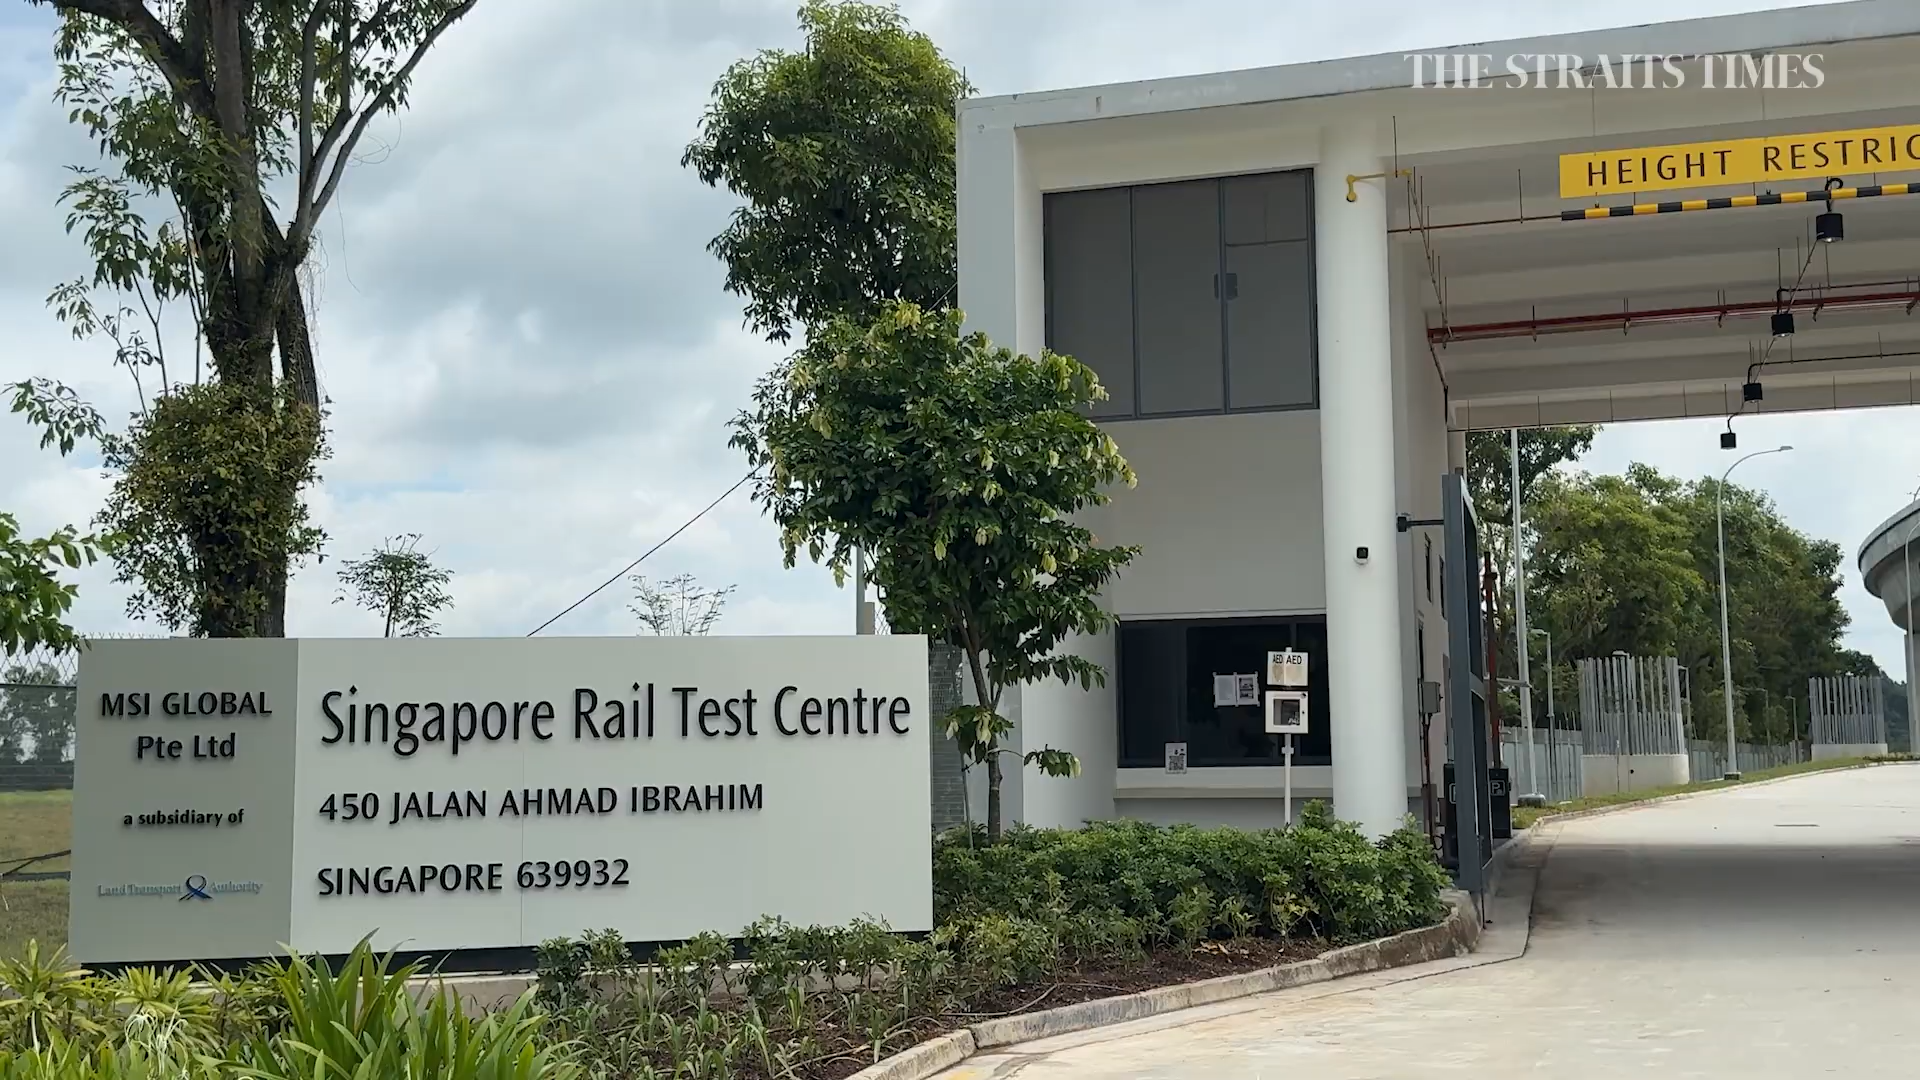 THE STRAITS TIMES
HEIGHT RESTRIC
AED AED
MSI GLOBAL
Pte Ltd
a subsidiary of
Land Transport Authority
Singapore Rail Test Centre
450 JALAN AHMAD IBRAHIM
SINGAPORE 639932
P